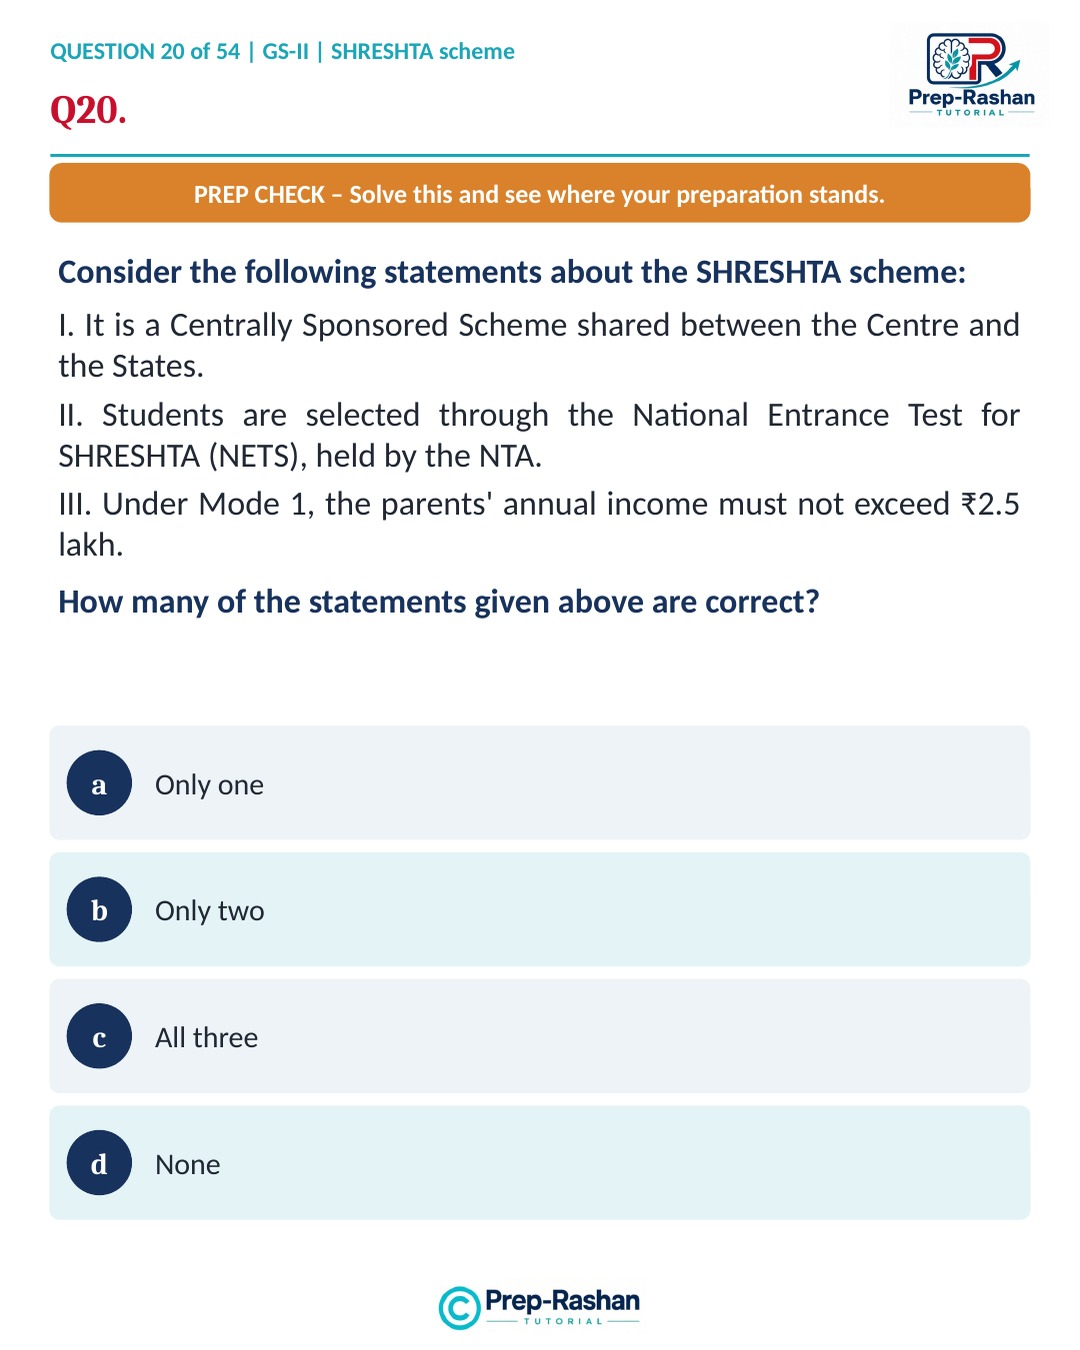 QUESTION 20 of 54 | GS-II | SHRESHTA scheme
Q20.
Prep-Rashan
TUTORIAL
PREP CHECK – Solve this and see where your preparation stands.
Consider the following statements about the SHRESHTA scheme:
I. It is a Centrally Sponsored Scheme shared between the Centre and
the States.
II. Students are selected through the National Entrance Test for
SHRESHTA (NETS), held by the NTA.
III. Under Mode 1, the parents' annual income must not exceed ₹2.5
lakh.
How many of the statements given above are correct?
a Only one
b Only two
c All three
d None
© Prep-Rashan
TUTORIAL